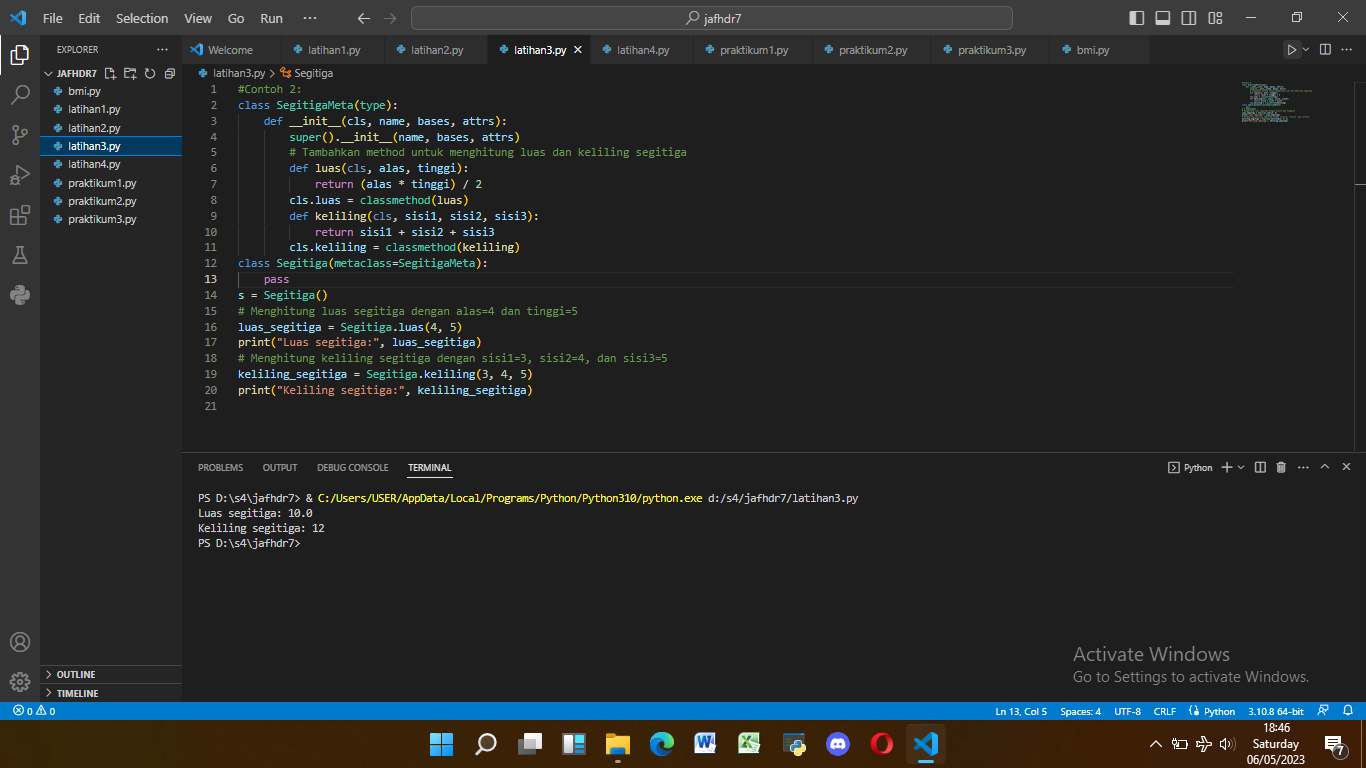 File Edit Selection View Go Run ··· jafhdr7
EXPLORER ···
Welcome latihan1.py latihan2.py latihan3.py latihan4.py praktikum1.py praktikum2.py praktikum3.py bmi.py
JAFHDR7
bmi.py
latihan1.py
latihan2.py
latihan3.py
latihan4.py
praktikum1.py
praktikum2.py
praktikum3.py
OUTLINE
TIMELINE
latihan3.py > Segitiga
1 #Contoh 2:
2 class SegitigaMeta(type):
3 def __init__(cls, name, bases, attrs):
4 super().__init__(name, bases, attrs)
5 # Tambahkan method untuk menghitung luas dan keliling segitiga
6 def luas(cls, alas, tinggi):
7 return (alas * tinggi) / 2
8 cls.luas = classmethod(luas)
9 def keliling(cls, sisi1, sisi2, sisi3):
10 return sisi1 + sisi2 + sisi3
11 cls.keliling = classmethod(keliling)
12 class Segitiga(metaclass=SegitigaMeta):
13 pass
14 s = Segitiga()
15 # Menghitung luas segitiga dengan alas=4 dan tinggi=5
16 luas_segitiga = Segitiga.luas(4, 5)
17 print("Luas segitiga:", luas_segitiga)
18 # Menghitung keliling segitiga dengan sisi1=3, sisi2=4, dan sisi3=5
19 keliling_segitiga = Segitiga.keliling(3, 4, 5)
20 print("Keliling segitiga:", keliling_segitiga)
21
PROBLEMS OUTPUT DEBUG CONSOLE TERMINAL Python
PS D:\s4\jafhdr7> & C:/Users/USER/AppData/Local/Programs/Python/Python310/python.exe d:/s4/jafhdr7/latihan3.py
Luas segitiga: 10.0
Keliling segitiga: 12
PS D:\s4\jafhdr7>
Activate Windows
Go to Settings to activate Windows.
0 0 Ln 13, Col 5 Spaces: 4 UTF-8 CRLF Python 3.10.8 64-bit
18:46
Saturday
06/05/2023
7